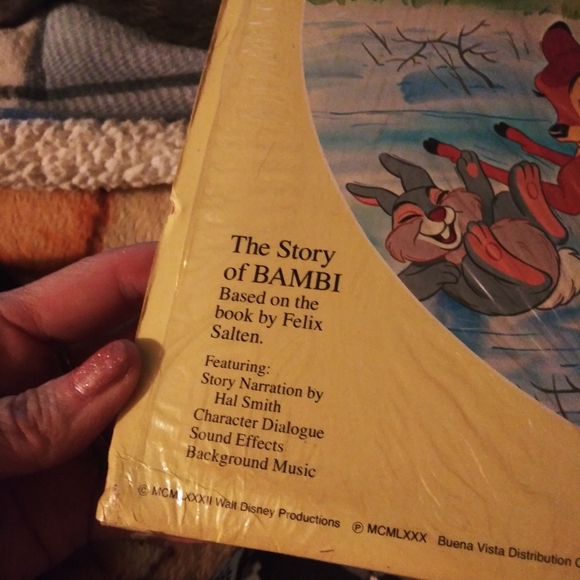 The Story
of BAMBI
Based on the
book by Felix
Salten.
Featuring:
Story Narration by
Hal Smith
Character Dialogue
Sound Effects
Background Music
© MCMLXXXII Walt Disney Productions ℗ MCMLXXX Buena Vista Distribution